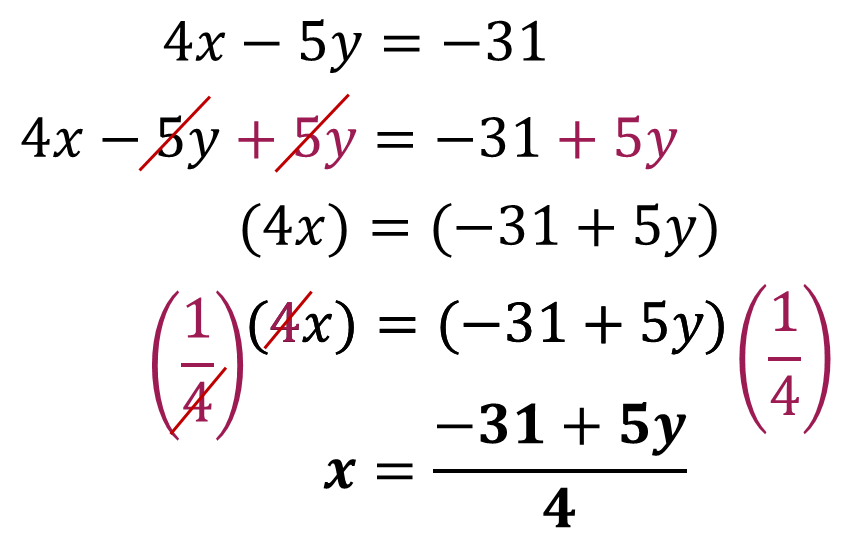 4x − 5y = −31
4x − 5y + 5y = −31 + 5y
(4x) = (−31 + 5y)
(1/4)(4x) = (−31 + 5y)(1/4)
x = (−31 + 5y)/4